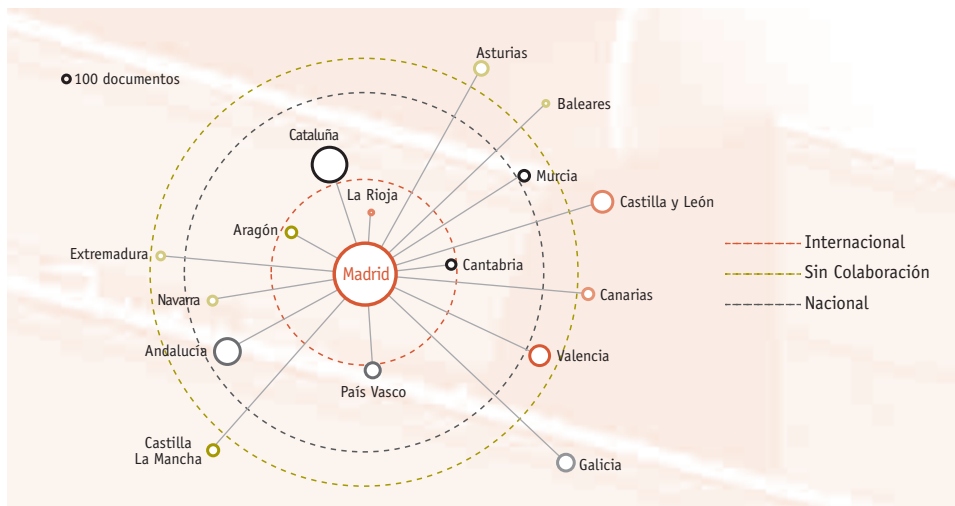 Asturias
100 documentos
Baleares
Cataluña
Murcia
La Rioja
Castilla y León
Aragón
Internacional
Extremadura
Madrid
Cantabria
Sin Colaboración
Navarra
Canarias
Nacional
Andalucía
Valencia
País Vasco
Castilla
La Mancha
Galicia